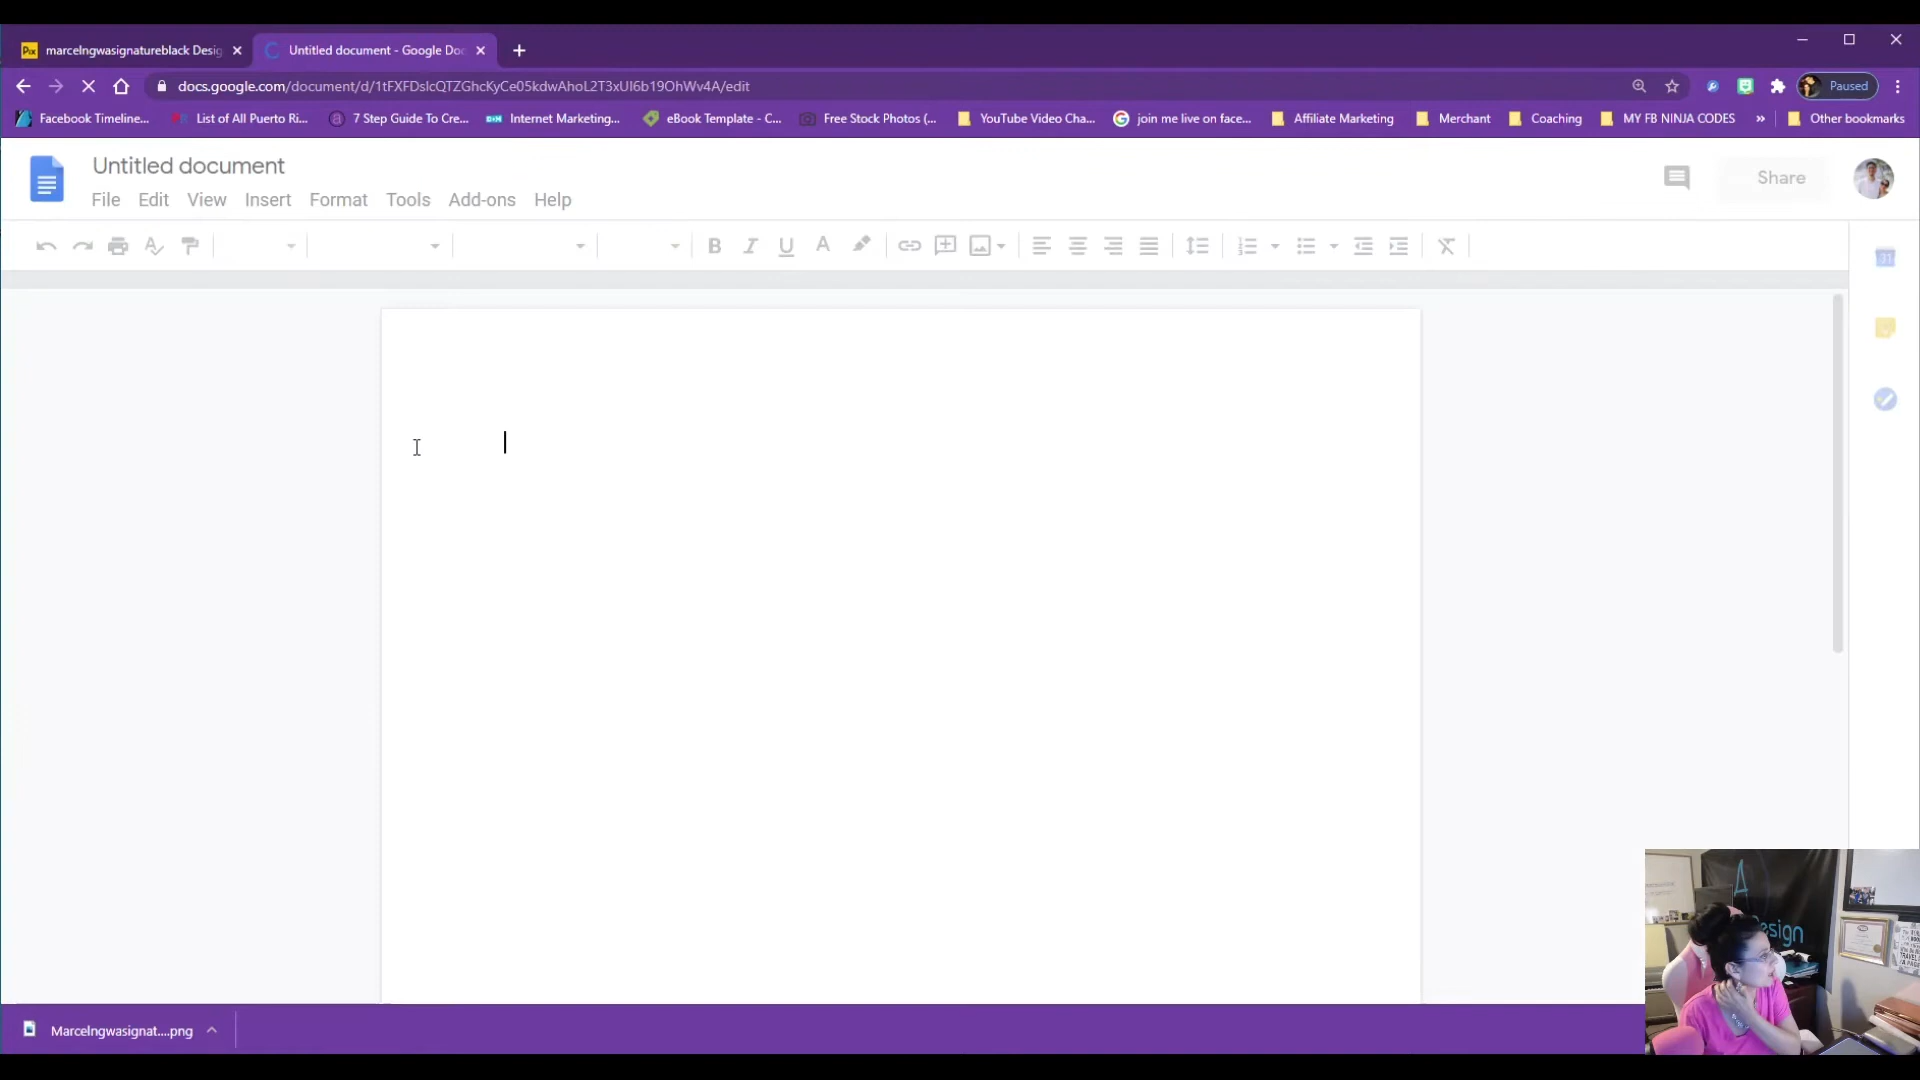 marcelngwasignatureblack Desig
Untitled document - Google Doc
docs.google.com/document/d/1tFXFDslcQTZGhcKyCe05kdwAhoL2T3xUI6b19OhWv4A/edit
Paused
Facebook Timeline...
List of All Puerto Ri...
7 Step Guide To Cre...
Internet Marketing...
eBook Template - C...
Free Stock Photos (...
YouTube Video Cha...
join me live on face...
Affiliate Marketing
Merchant
Coaching
MY FB NINJA CODES
»
Other bookmarks
Untitled document
File Edit View Insert Format Tools Add-ons Help
Share
31
esign
Marcelngwasignat....png